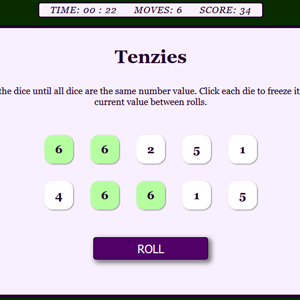 TIME: 00 : 22 MOVES: 6 SCORE: 34
Tenzies
the dice until all dice are the same number value. Click each die to freeze it
current value between rolls.
6 6 2 5 1
4 6 6 1 5
ROLL